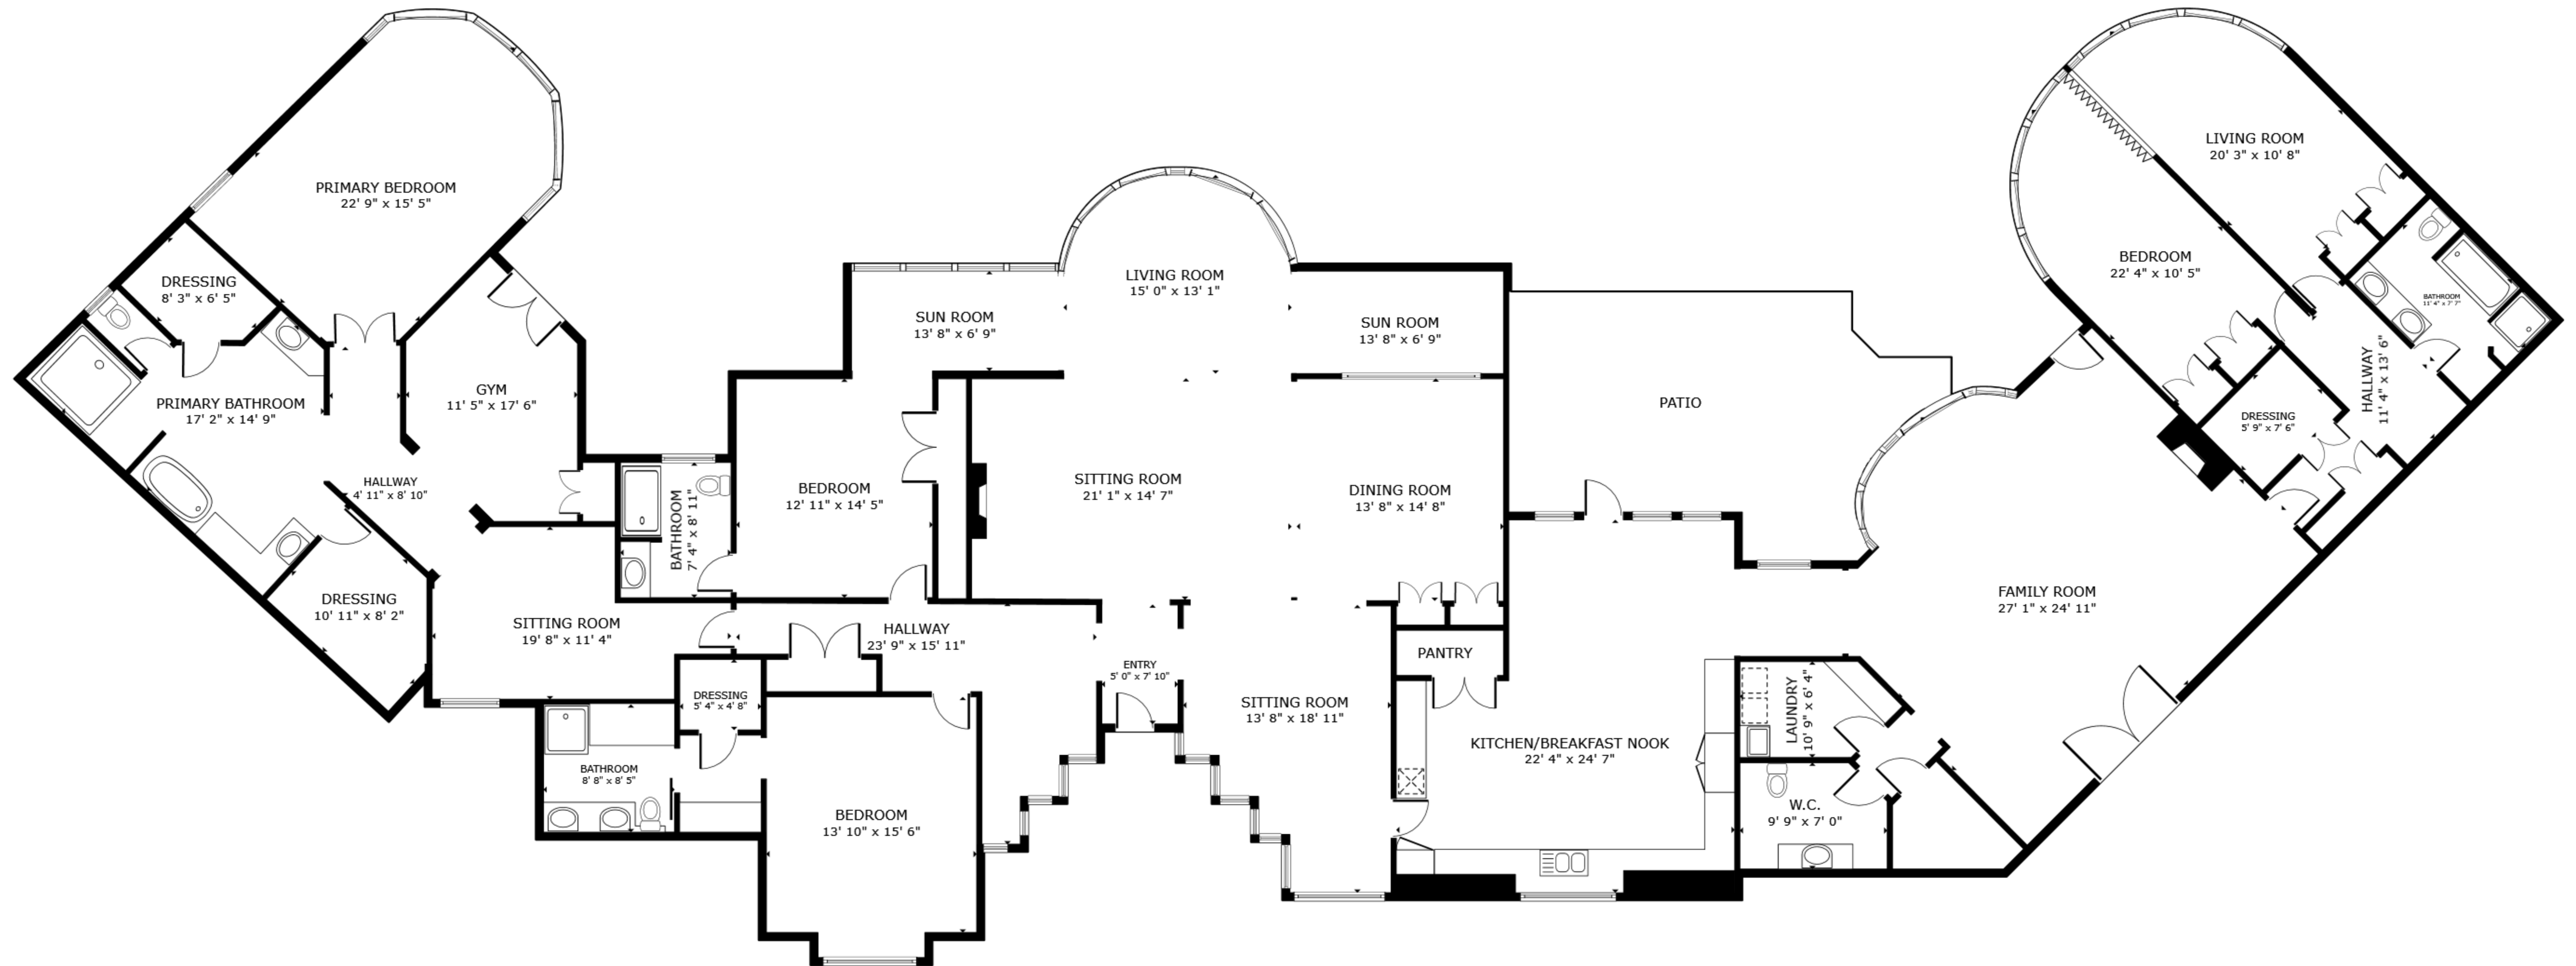 PRIMARY BEDROOM
22' 9" x 15' 5"
DRESSING
8' 3" x 6' 5"
PRIMARY BATHROOM
17' 2" x 14' 9"
GYM
11' 5" x 17' 6"
HALLWAY
4' 11" x 8' 10"
DRESSING
10' 11" x 8' 2"
SITTING ROOM
19' 8" x 11' 4"
BATHROOM
7' 4" x 8' 11"
BEDROOM
12' 11" x 14' 5"
SUN ROOM
13' 8" x 6' 9"
LIVING ROOM
15' 0" x 13' 1"
SUN ROOM
13' 8" x 6' 9"
SITTING ROOM
21' 1" x 14' 7"
DINING ROOM
13' 8" x 14' 8"
HALLWAY
23' 9" x 15' 11"
DRESSING
5' 4" x 4' 8"
BATHROOM
8' 8" x 8' 5"
BEDROOM
13' 10" x 15' 6"
ENTRY
5' 0" x 7' 10"
SITTING ROOM
13' 8" x 18' 11"
PANTRY
KITCHEN/BREAKFAST NOOK
22' 4" x 24' 7"
PATIO
LAUNDRY
10' 9" x 6' 4"
W.C.
9' 9" x 7' 0"
FAMILY ROOM
27' 1" x 24' 11"
LIVING ROOM
20' 3" x 10' 8"
BEDROOM
22' 4" x 10' 5"
BATHROOM
11' 4" x 7' 7"
HALLWAY
11' 4" x 13' 6"
DRESSING
5' 9" x 7' 6"